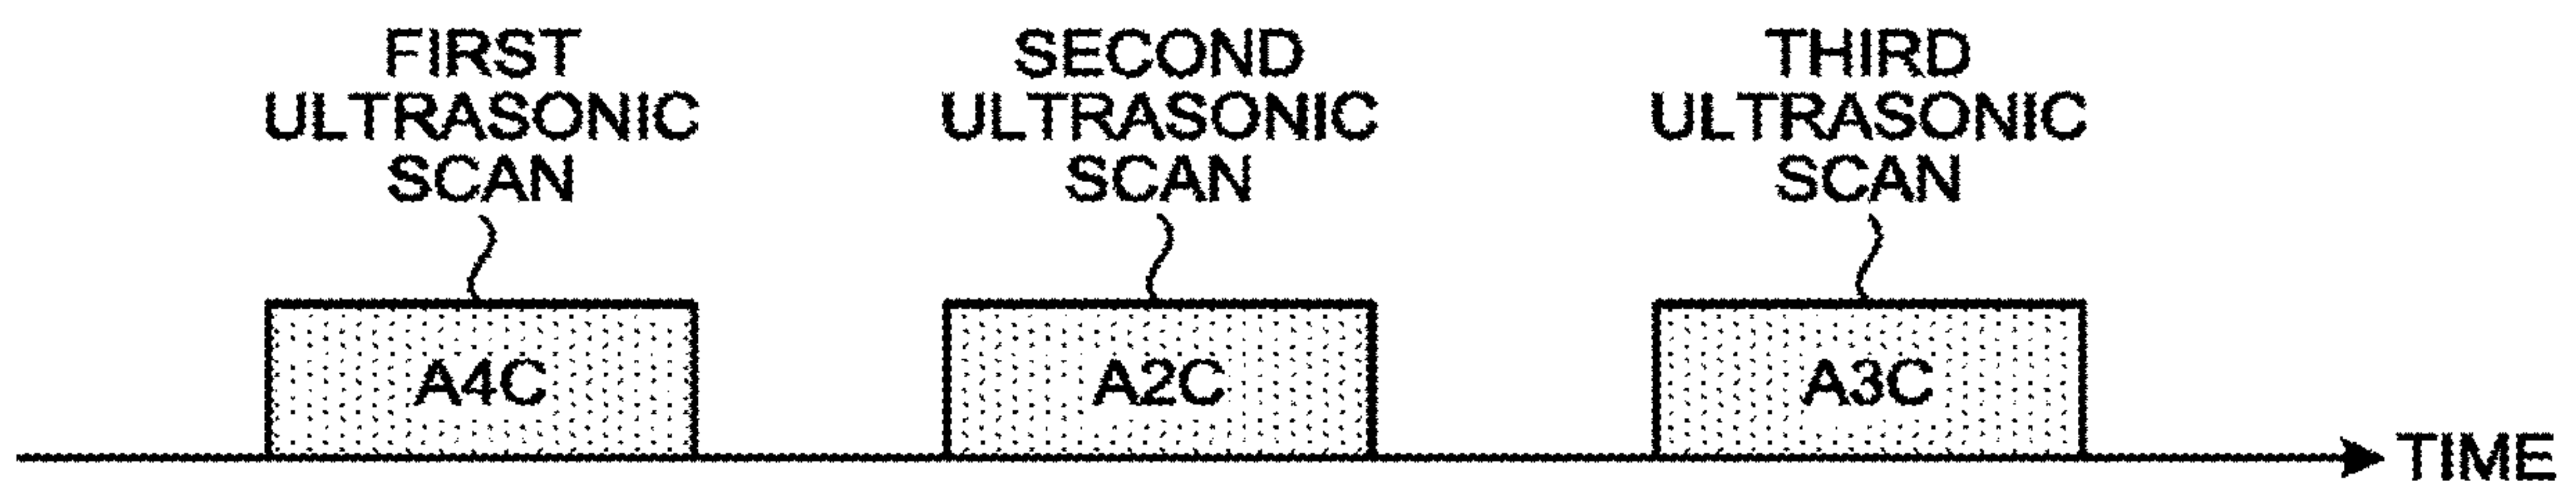 FIRST
ULTRASONIC
SCAN
SECOND
ULTRASONIC
SCAN
THIRD
ULTRASONIC
SCAN
A4C
A2C
A3C
TIME